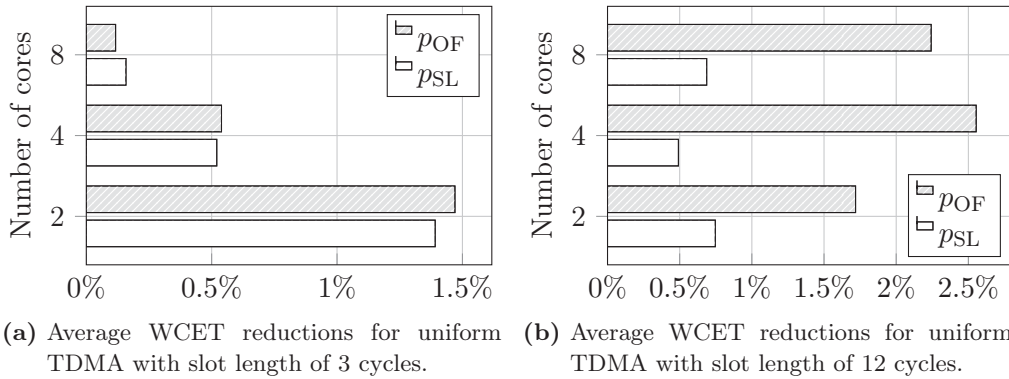 Number of cores
8
4
2
p_OF
p_SL
0% 0.5% 1% 1.5%
(a) Average WCET reductions for uniform
TDMA with slot length of 3 cycles.
Number of cores
8
4
2
p_OF
p_SL
0% 0.5% 1% 1.5% 2% 2.5%
(b) Average WCET reductions for uniform
TDMA with slot length of 12 cycles.